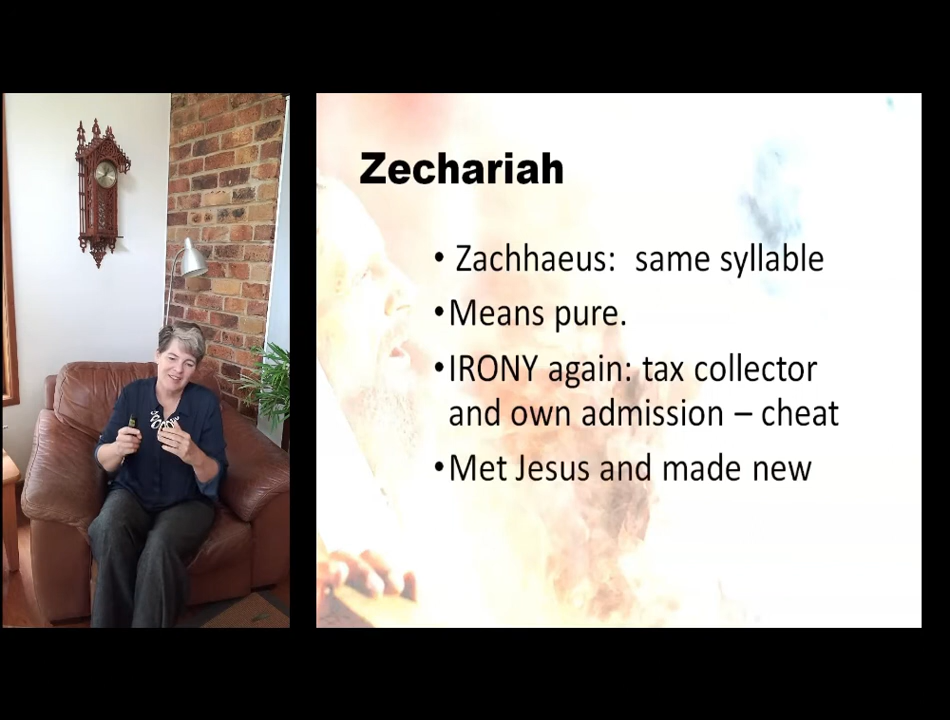 Zechariah
• Zachhaeus: same syllable
•Means pure.
•IRONY again: tax collector
and own admission – cheat
•Met Jesus and made new